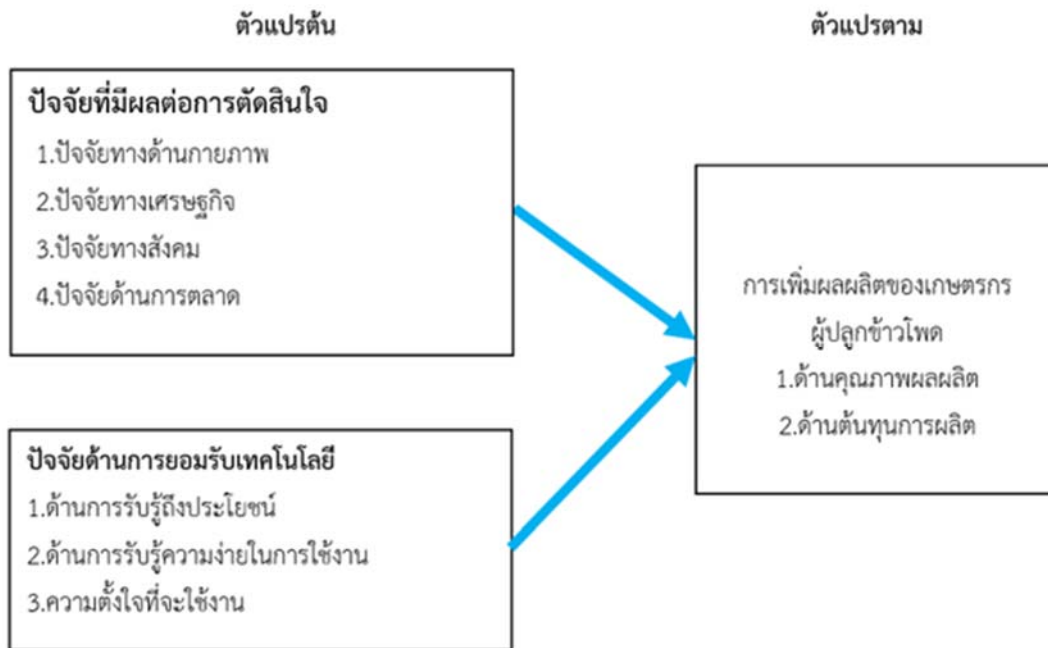 ตัวแปรต้น
ตัวแปรตาม
ปัจจัยที่มีผลต่อการตัดสินใจ
1.ปัจจัยทางด้านกายภาพ
2.ปัจจัยทางเศรษฐกิจ
3.ปัจจัยทางสังคม
4.ปัจจัยด้านการตลาด
ปัจจัยด้านการยอมรับเทคโนโลยี
1.ด้านการรับรู้ถึงประโยชน์
2.ด้านการรับรู้ความง่ายในการใช้งาน
3.ความตั้งใจที่จะใช้งาน
การเพิ่มผลผลิตของเกษตรกร
ผู้ปลูกข้าวโพด
1.ด้านคุณภาพผลผลิต
2.ด้านต้นทุนการผลิต